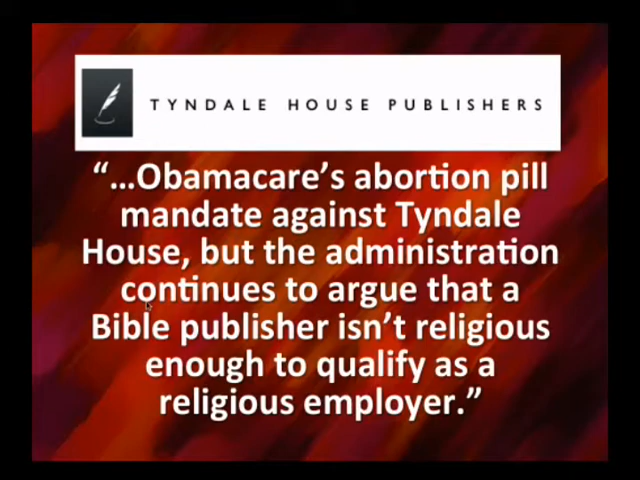 TYNDALE HOUSE PUBLISHERS
“...Obamacare’s abortion pill
mandate against Tyndale
House, but the administration
continues to argue that a
Bible publisher isn’t religious
enough to qualify as a
religious employer.”